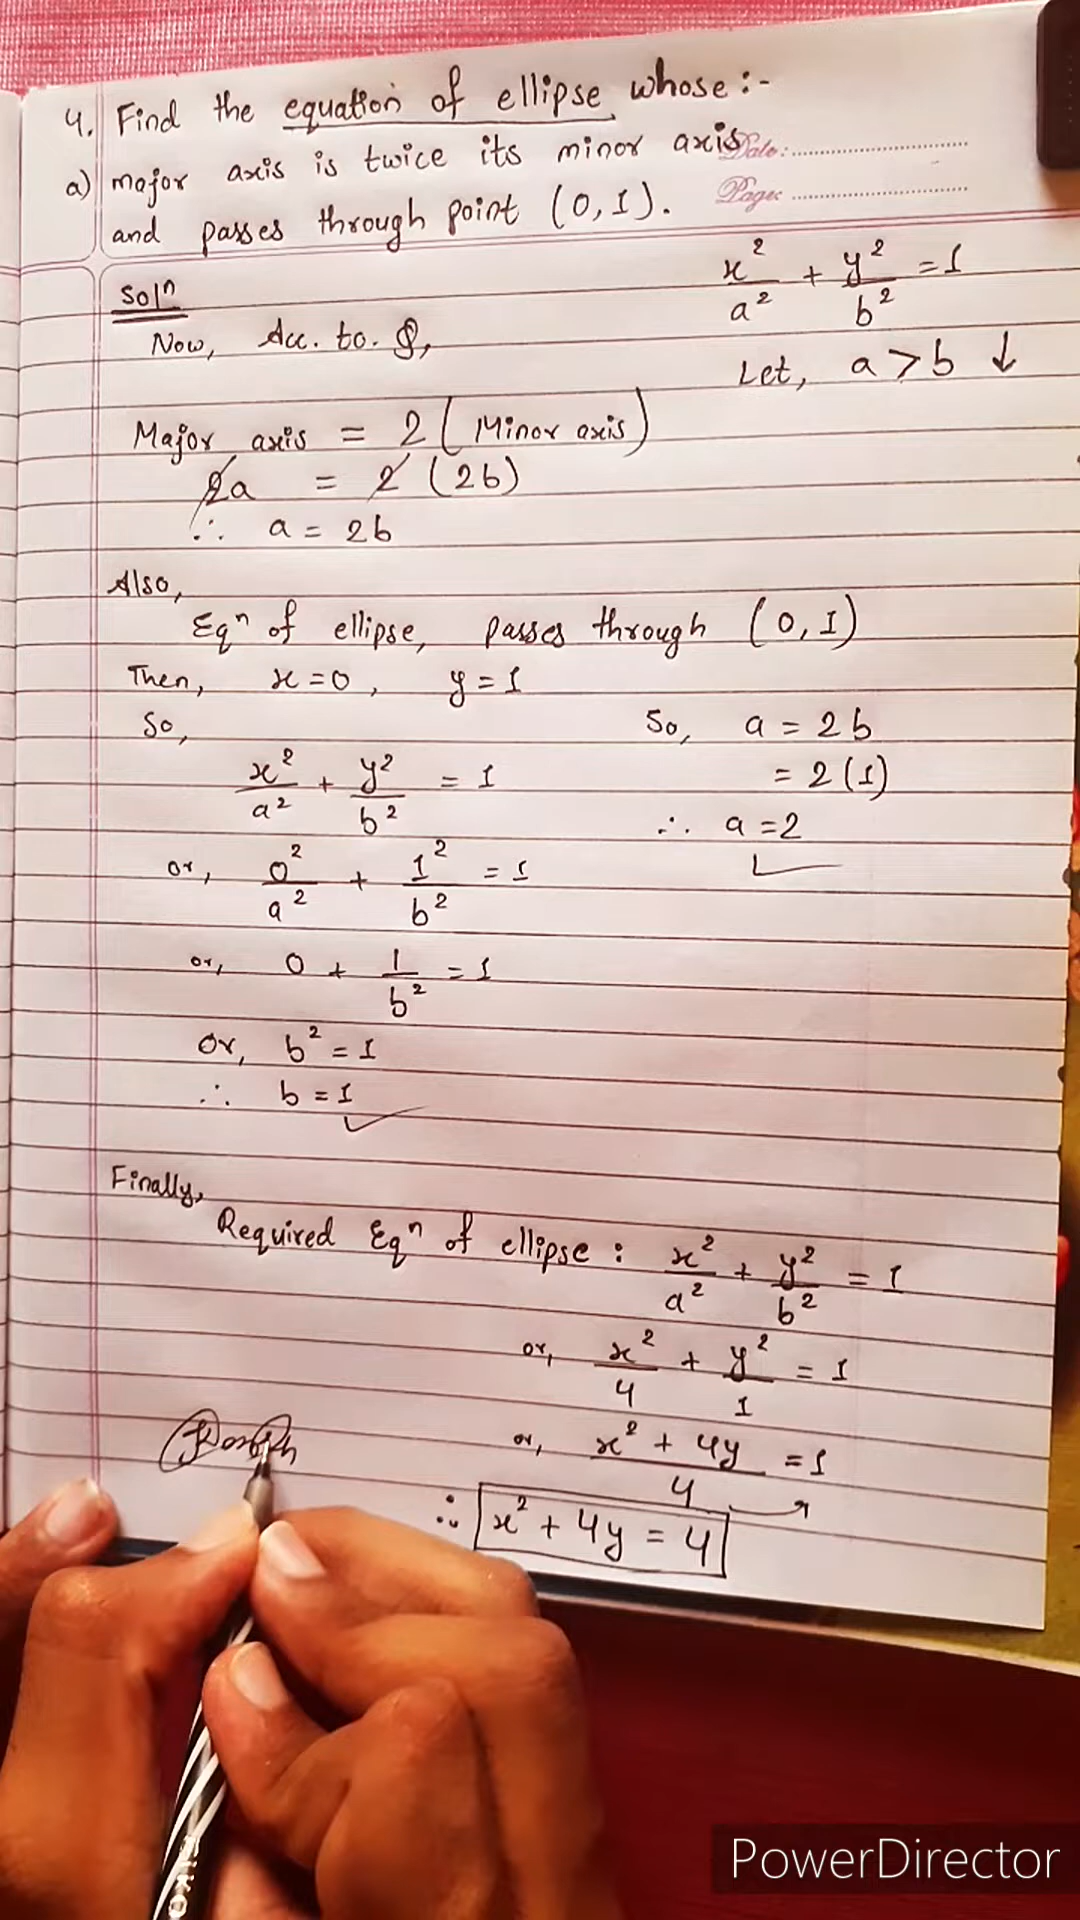 4. Find the equation of ellipse whose:-
a) major axis is twice its minor axis
Date:
and passes through point (0,1).
Page:
Solⁿ
x²/a² + y²/b² = 1
Now, Acc. to. Q,
Let, a > b ↓
Major axis = 2 (Minor axis)
2a = 2 (2b)
∴ a = 2b
Also,
Eqⁿ of ellipse, passes through (0,1)
Then, x = 0, y = 1
So,
x²/a² + y²/b² = 1
or, 0²/a² + 1²/b² = 1
or, 0 + 1/b² = 1
Or, b² = 1
∴ b = 1 ✓
So, a = 2b
= 2(1)
∴ a = 2
Finally,
Required Eqⁿ of ellipse : x²/a² + y²/b² = 1
or, x²/4 + y²/1 = 1
or, x² + 4y/4 = 1
∴ x² + 4y = 4
PowerDirector